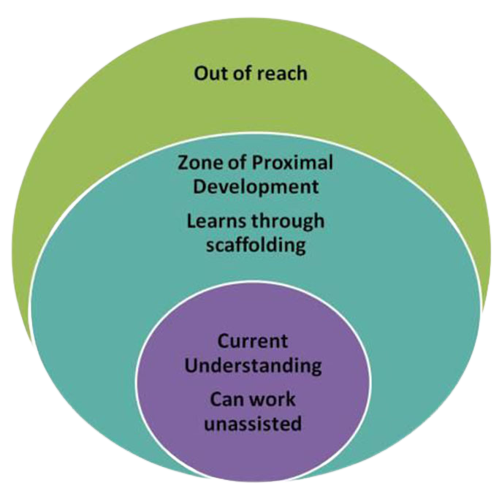 Out of reach
Zone of Proximal
Development
Learns through
scaffolding
Current
Understanding
Can work
unassisted